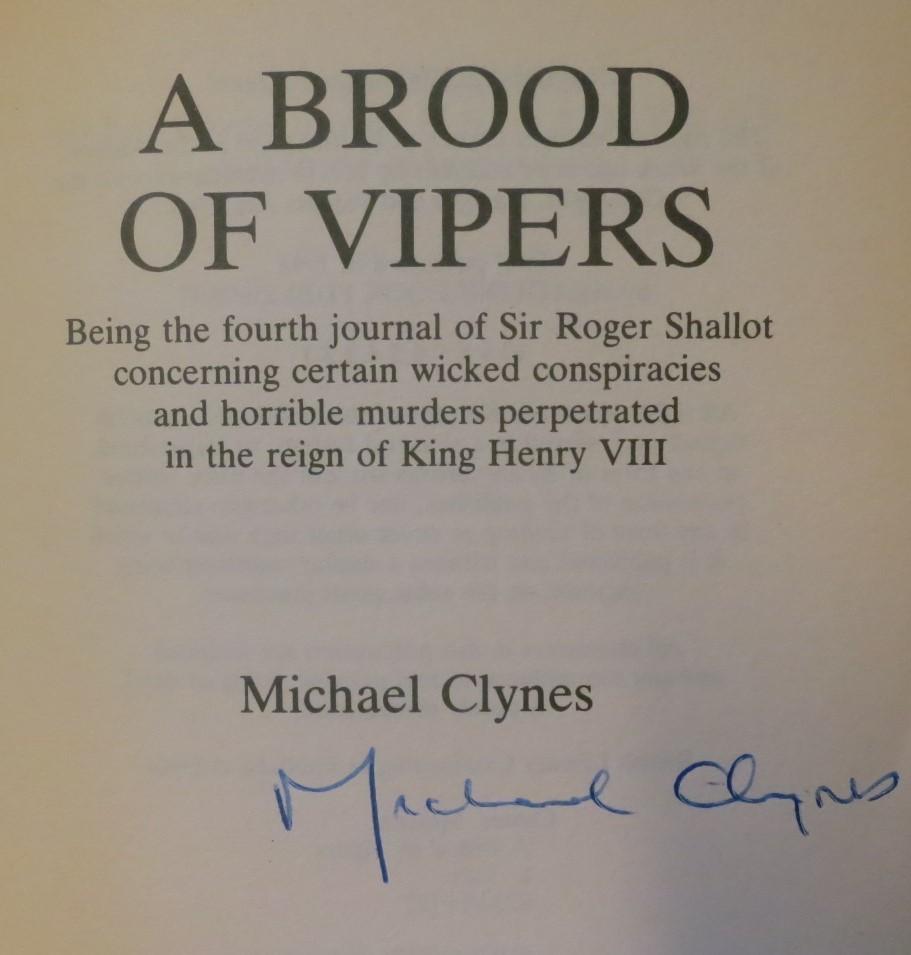 A BROOD
OF VIPERS
Being the fourth journal of Sir Roger Shallot
concerning certain wicked conspiracies
and horrible murders perpetrated
in the reign of King Henry VIII
Michael Clynes
Michael Clynes